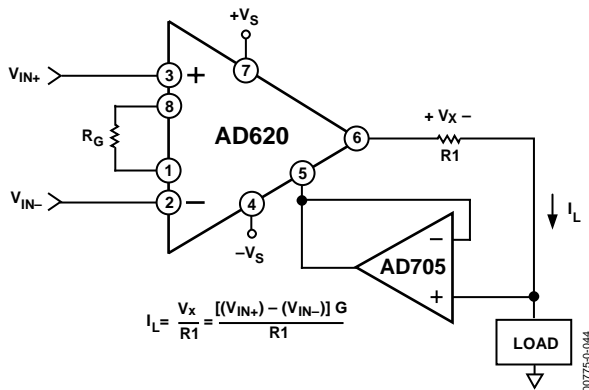 +VS
VIN+
3
+
7
8
RG
AD620
6
+ VX –
R1
1
5
VIN–
2
–
4
–VS
IL
–
AD705
+
IL = VX / R1 = [(VIN+) – (VIN–)] G / R1
LOAD
00775-0-044